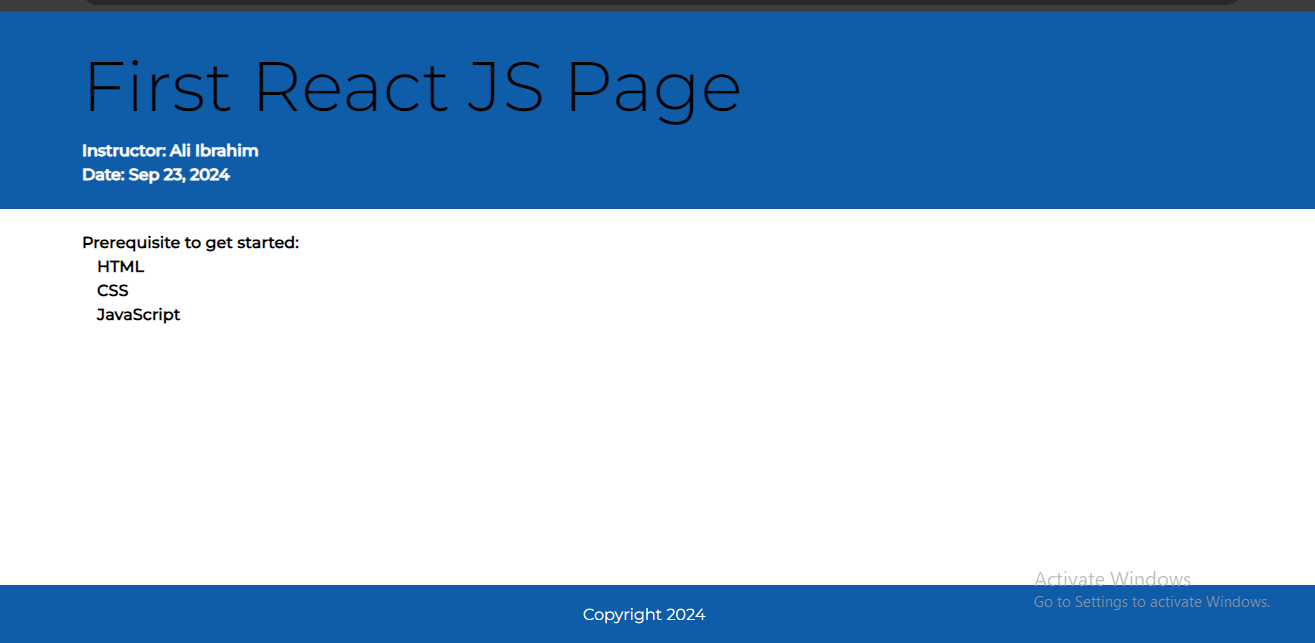 First React JS Page
Instructor: Ali Ibrahim
Date: Sep 23, 2024
Prerequisite to get started:
HTML
CSS
JavaScript
Activate Windows
Go to Settings to activate Windows.
Copyright 2024